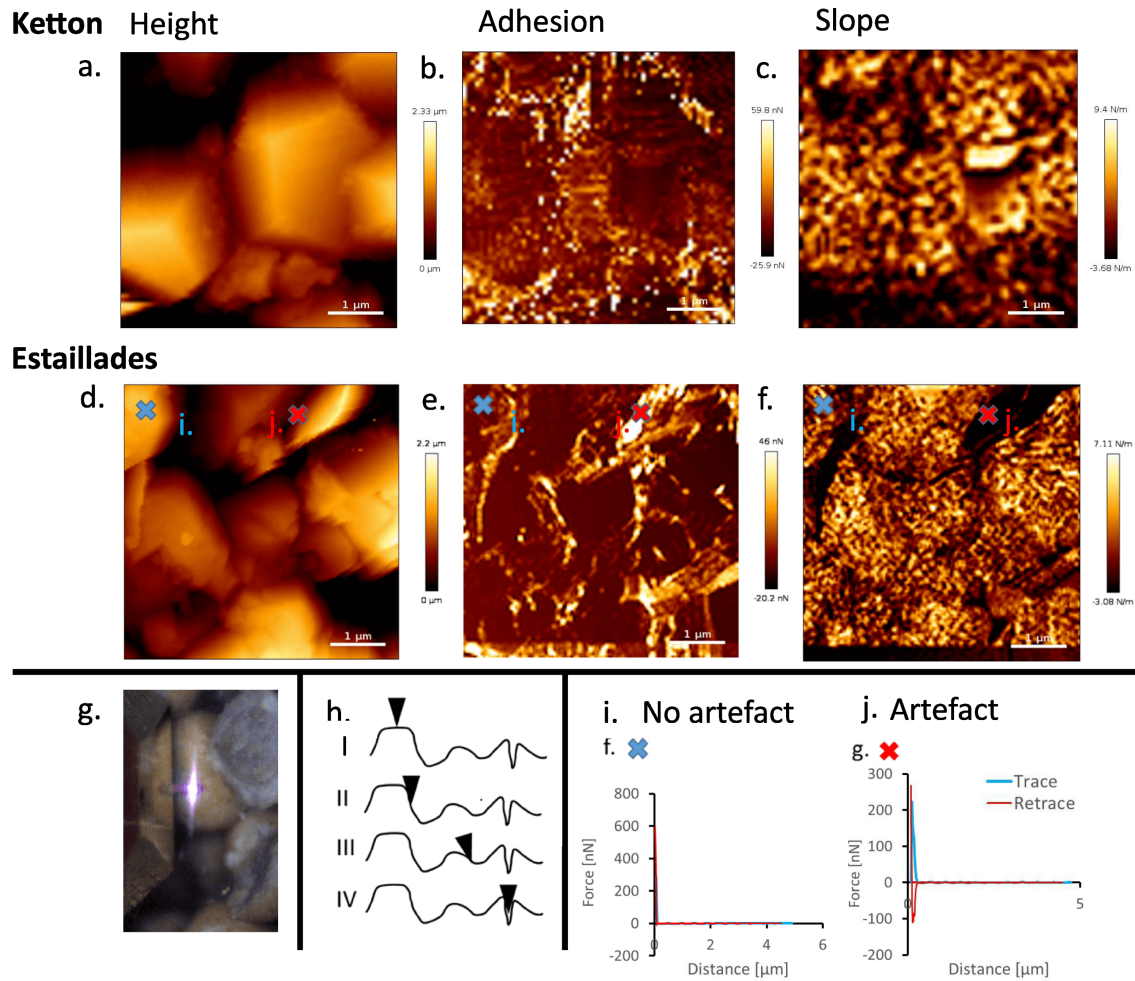 Ketton Height Adhesion Slope
a. b. c.
2.33 µm
0 µm
1 µm
59.8 nN
-25.9 nN
1 µm
9.4 N/m
-3.68 N/m
1 µm
Estaillades
d. e. f.
i. j.
2.2 µm
0 µm
1 µm
i. j.
46 nN
-20.2 nN
1 µm
i. j.
7.11 N/m
-3.08 N/m
1 µm
g.
h.
I
II
III
IV
i. No artefact
f.
800
600
400
200
0
-200
0 2 4 6
Force [nN]
Distance [µm]
j. Artefact
g.
300
200
100
0
-100
-200
0 5
Force [nN]
Distance [µm]
Trace
Retrace